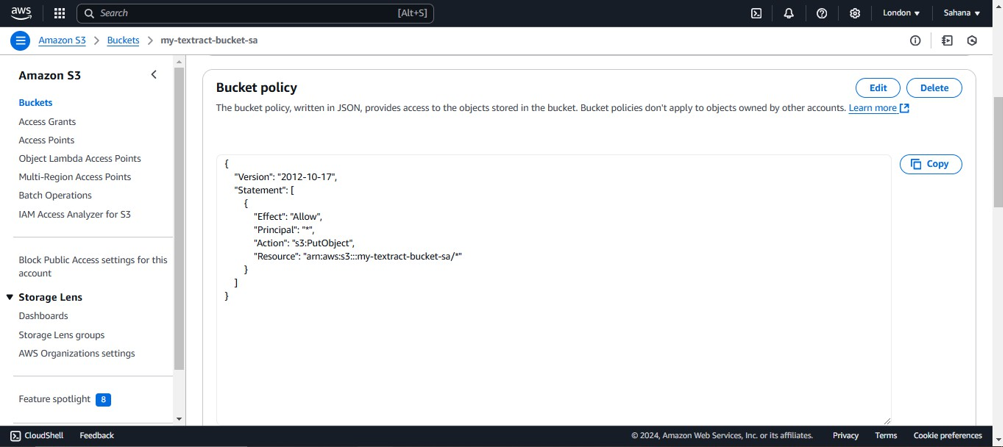 aws
Search [Alt+S]
London ▼ Sahana ▼
Amazon S3 > Buckets > my-textract-bucket-sa
Amazon S3
Buckets
Access Grants
Access Points
Object Lambda Access Points
Multi-Region Access Points
Batch Operations
IAM Access Analyzer for S3
Block Public Access settings for this
account
▼ Storage Lens
Dashboards
Storage Lens groups
AWS Organizations settings
Feature spotlight 8
Bucket policy
Edit Delete
The bucket policy, written in JSON, provides access to the objects stored in the bucket. Bucket policies don't apply to objects owned by other accounts. Learn more
Copy
{
"Version": "2012-10-17",
"Statement": [
{
"Effect": "Allow",
"Principal": "*",
"Action": "s3:PutObject",
"Resource": "arn:aws:s3:::my-textract-bucket-sa/*"
}
]
}
CloudShell Feedback © 2024, Amazon Web Services, Inc. or its affiliates. Privacy Terms Cookie preferences